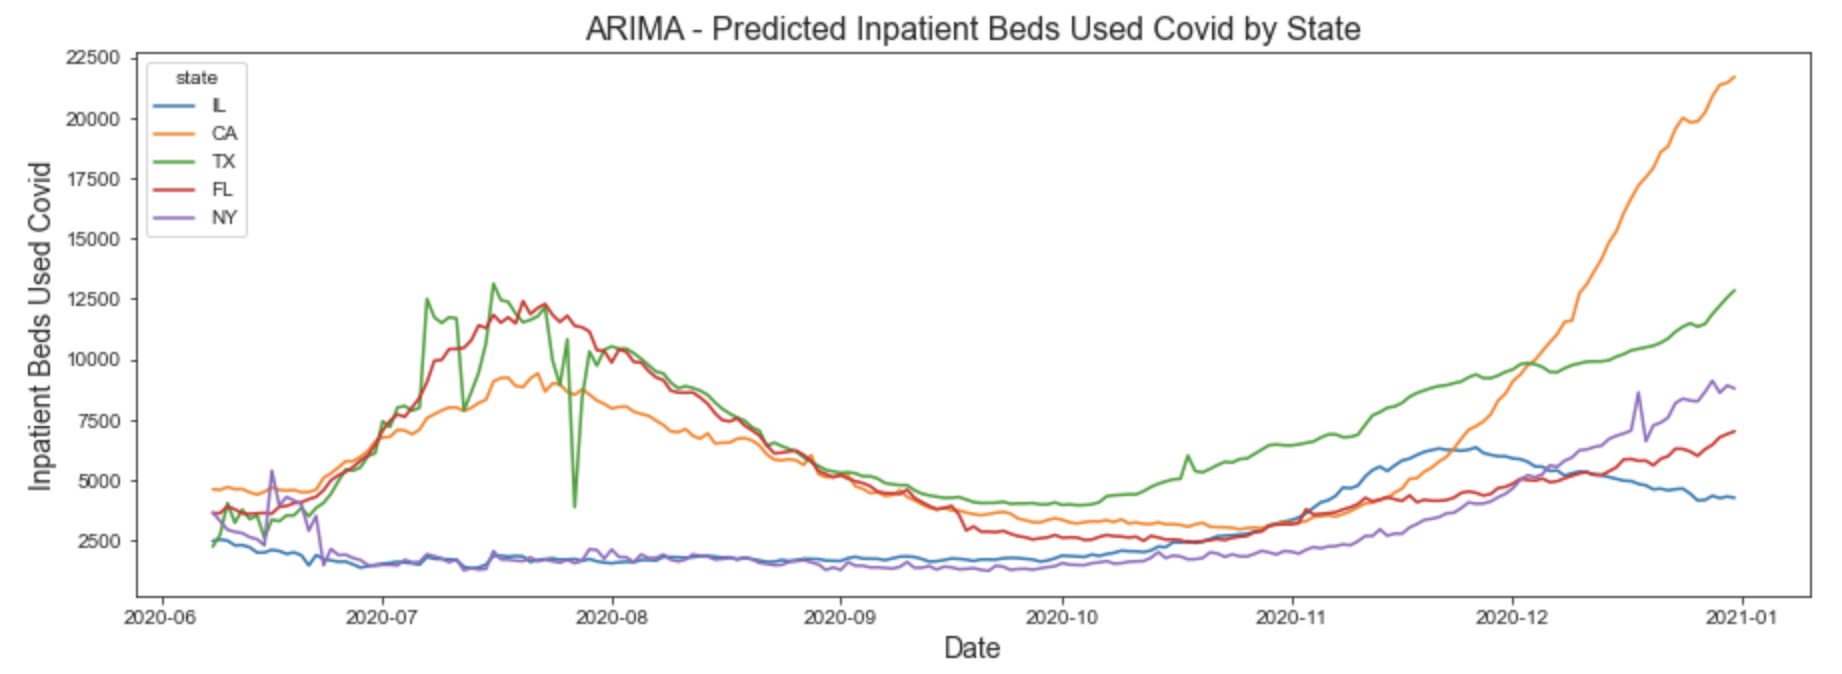 ARIMA - Predicted Inpatient Beds Used Covid by State
22500
20000
17500
15000
12500
10000
7500
5000
2500
Inpatient Beds Used Covid
state
IL
CA
TX
FL
NY
2020-06
2020-07
2020-08
2020-09
2020-10
2020-11
2020-12
2021-01
Date